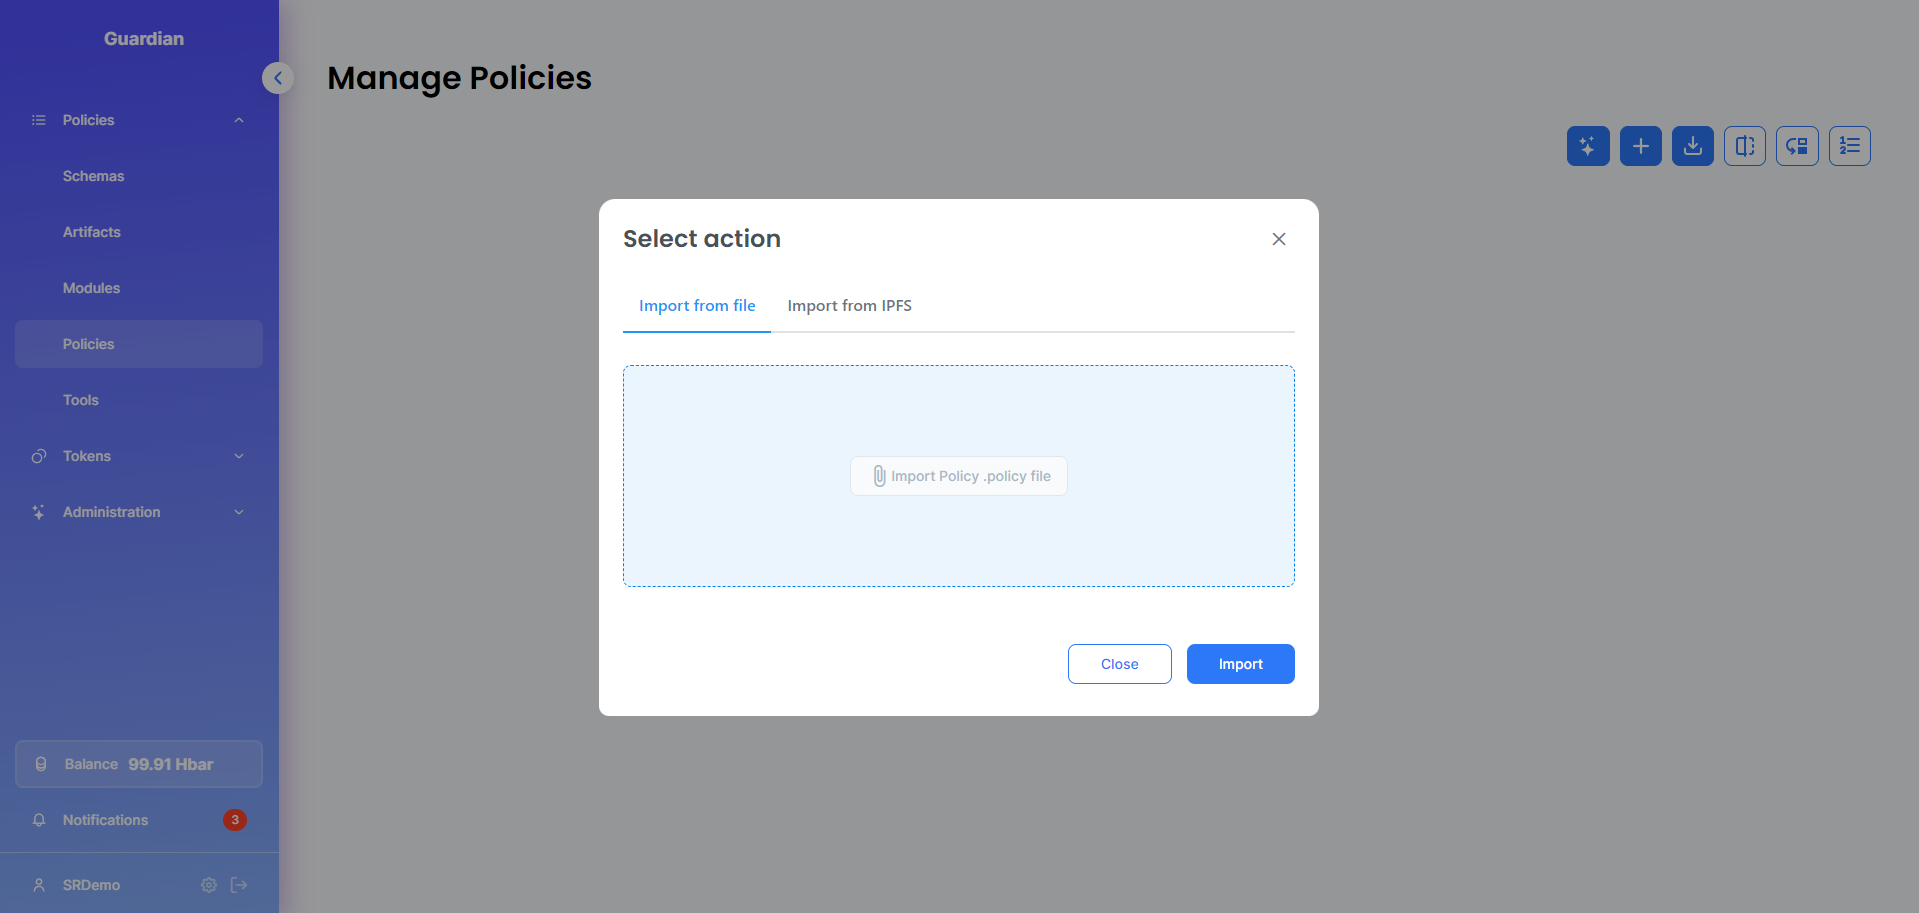 Guardian
Policies
Schemas
Artifacts
Modules
Policies
Tools
Tokens
Administration
Balance 99.91 Hbar
Notifications 3
SRDemo
Manage Policies
Select action
Import from file Import from IPFS
Import Policy .policy file
Close Import